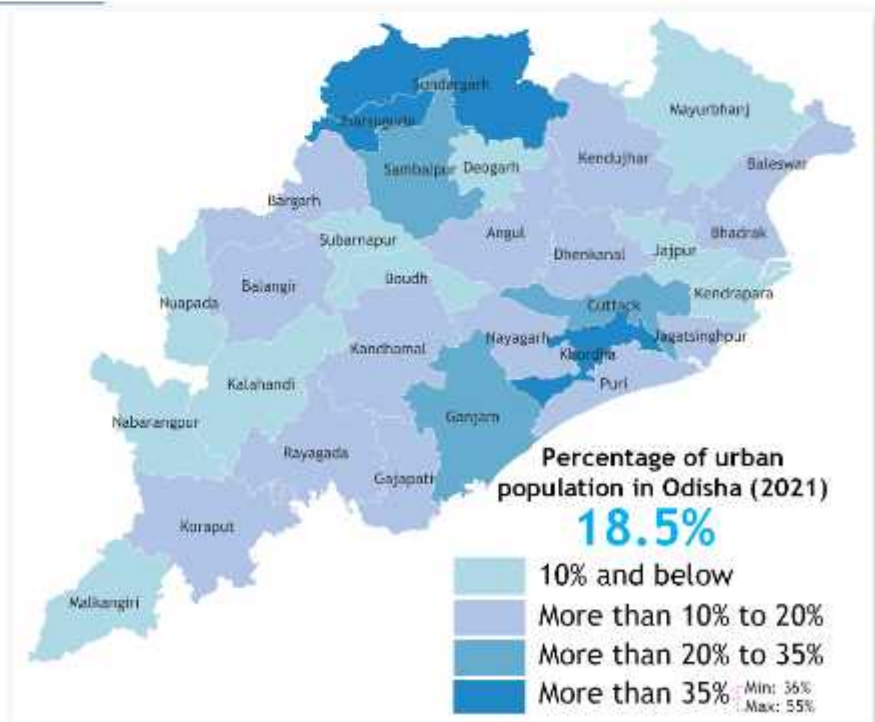 Sundargarh
Jharsuguda
Mayurbhanj
Sambalpur
Deogarh
Kendujhar
Baleswar
Bargarh
Subarnapur
Angul
Dhenkanal
Jajpur
Bhadrak
Nuapada
Balangir
Boudh
Cuttack
Kendrapara
Kandhamal
Nayagarh
Khordha
Jagatsinghpur
Puri
Kalahandi
Nabarangpur
Ganjam
Rayagada
Gajapati
Koraput
Malkangiri
Percentage of urban
population in Odisha (2021)
18.5%
10% and below
More than 10% to 20%
More than 20% to 35%
More than 35% Min: 36%
Max: 55%